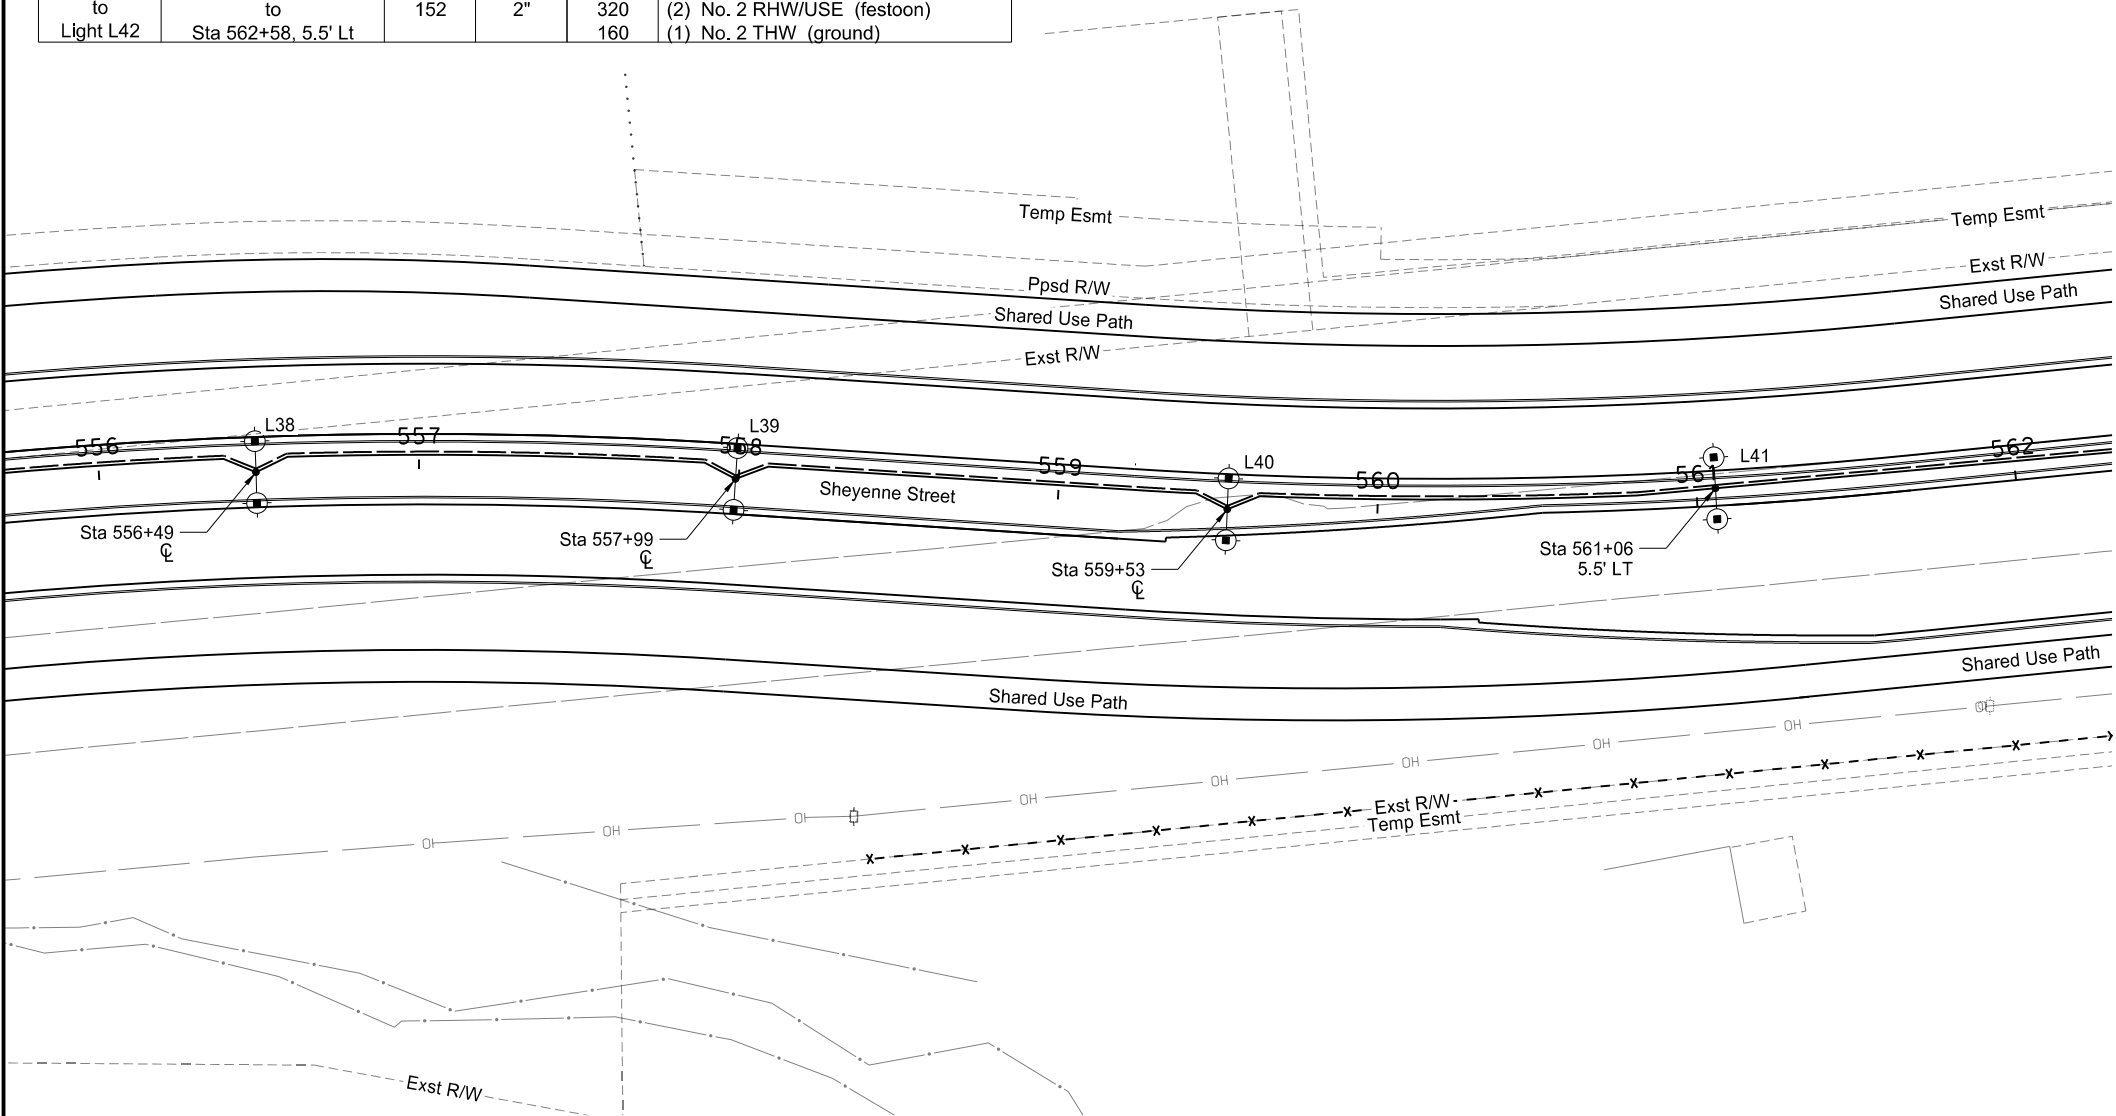 to to 152 2" 320 (2) No. 2 RHW/USE (festoon)
Light L42 Sta 562+58, 5.5' Lt 160 (1) No. 2 THW (ground)
Temp Esmt
Temp Esmt
Exst R/W
Ppsd R/W
Shared Use Path
Shared Use Path
Exst R/W
L38
L39
556
557
558
559
L40
560
561
L41
562
Sheyenne Street
Sta 556+49
℄
Sta 557+99
℄
Sta 559+53
℄
Sta 561+06
5.5' LT
Shared Use Path
Shared Use Path
OH
OH
OH
OH
OH
OH
OH
OH
OH
Exst R/W
Temp Esmt
Exst R/W